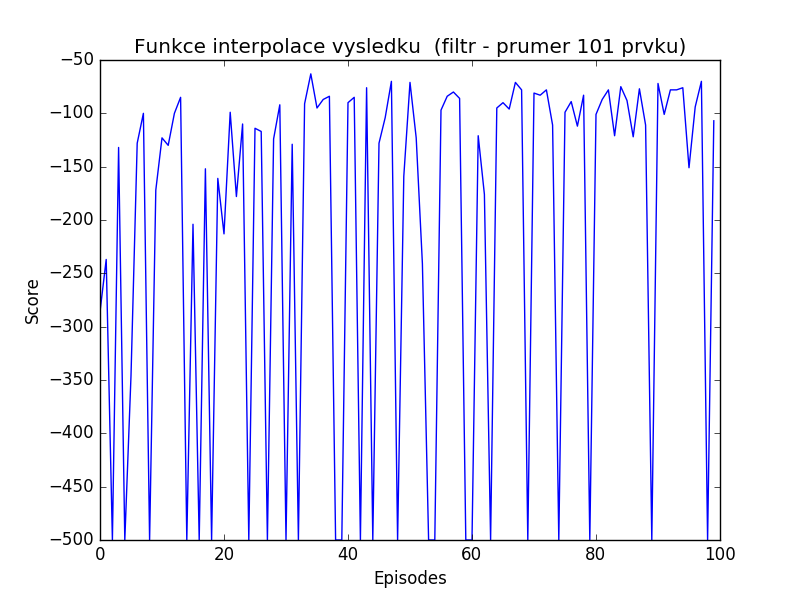 Funkce interpolace vysledku  (filtr - prumer 101 prvku)
−50
−100
−150
−200
−250
−300
−350
−400
−450
−500
Score
0 20 40 60 80 100
Episodes